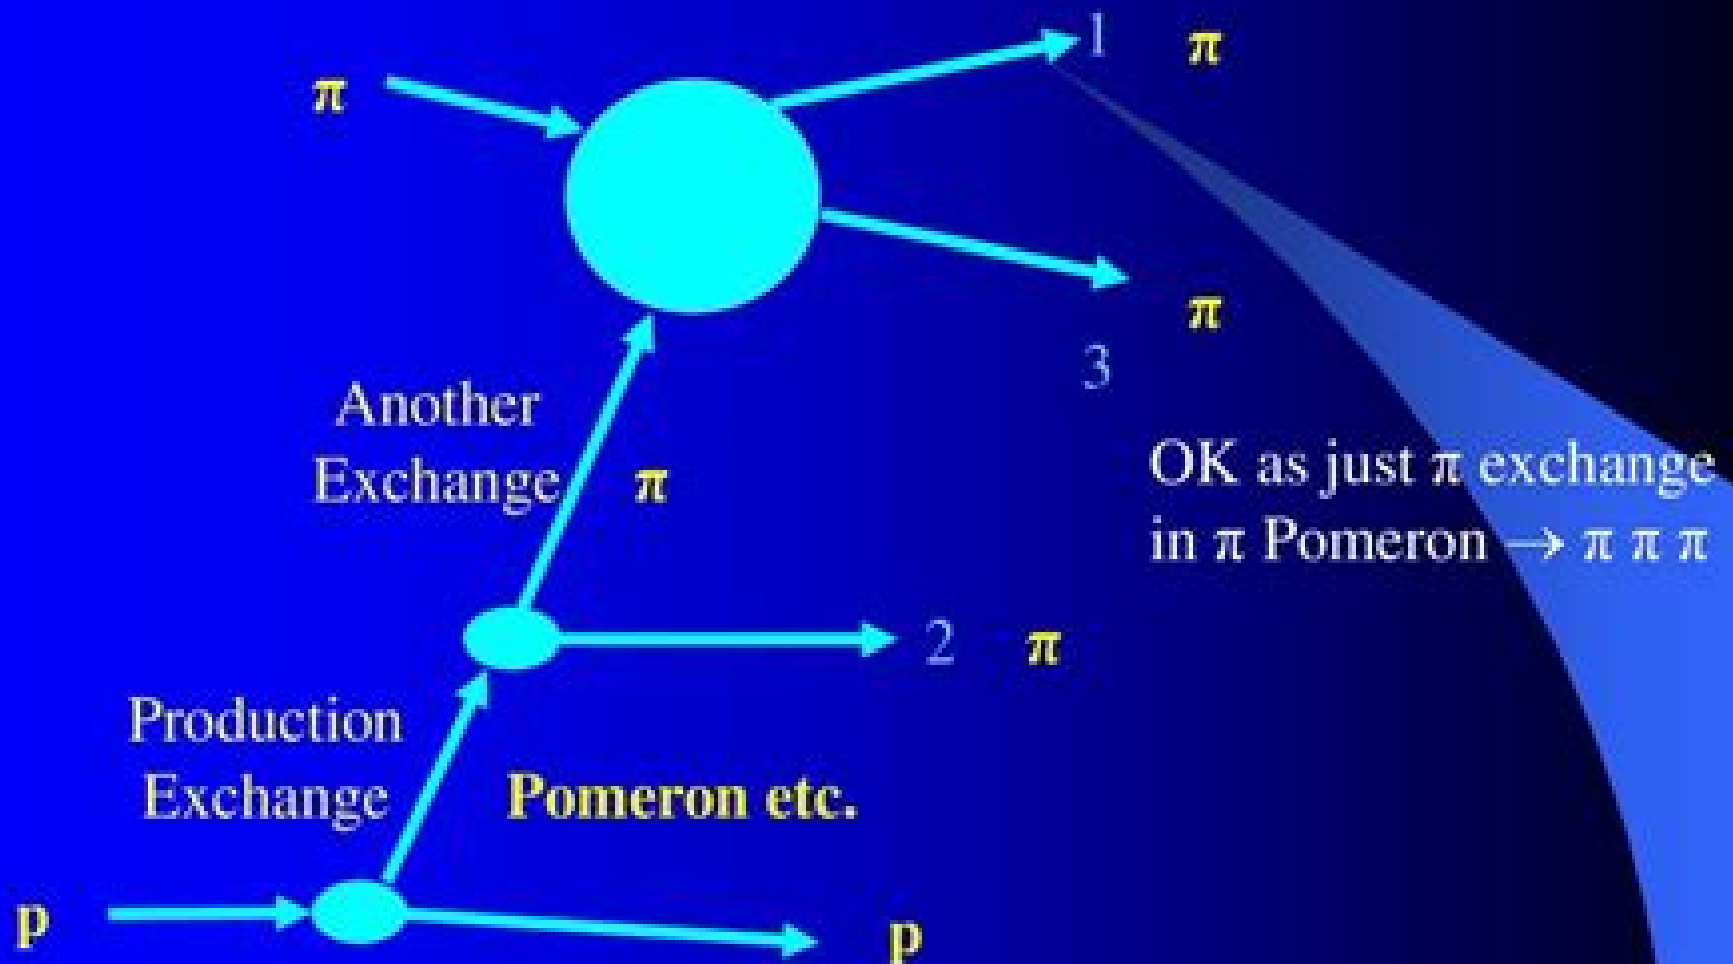 1 π
π
π
3
Another
Exchange π
OK as just π exchange
in π Pomeron → π π π
2 π
Production
Exchange
Pomeron etc.
p
p